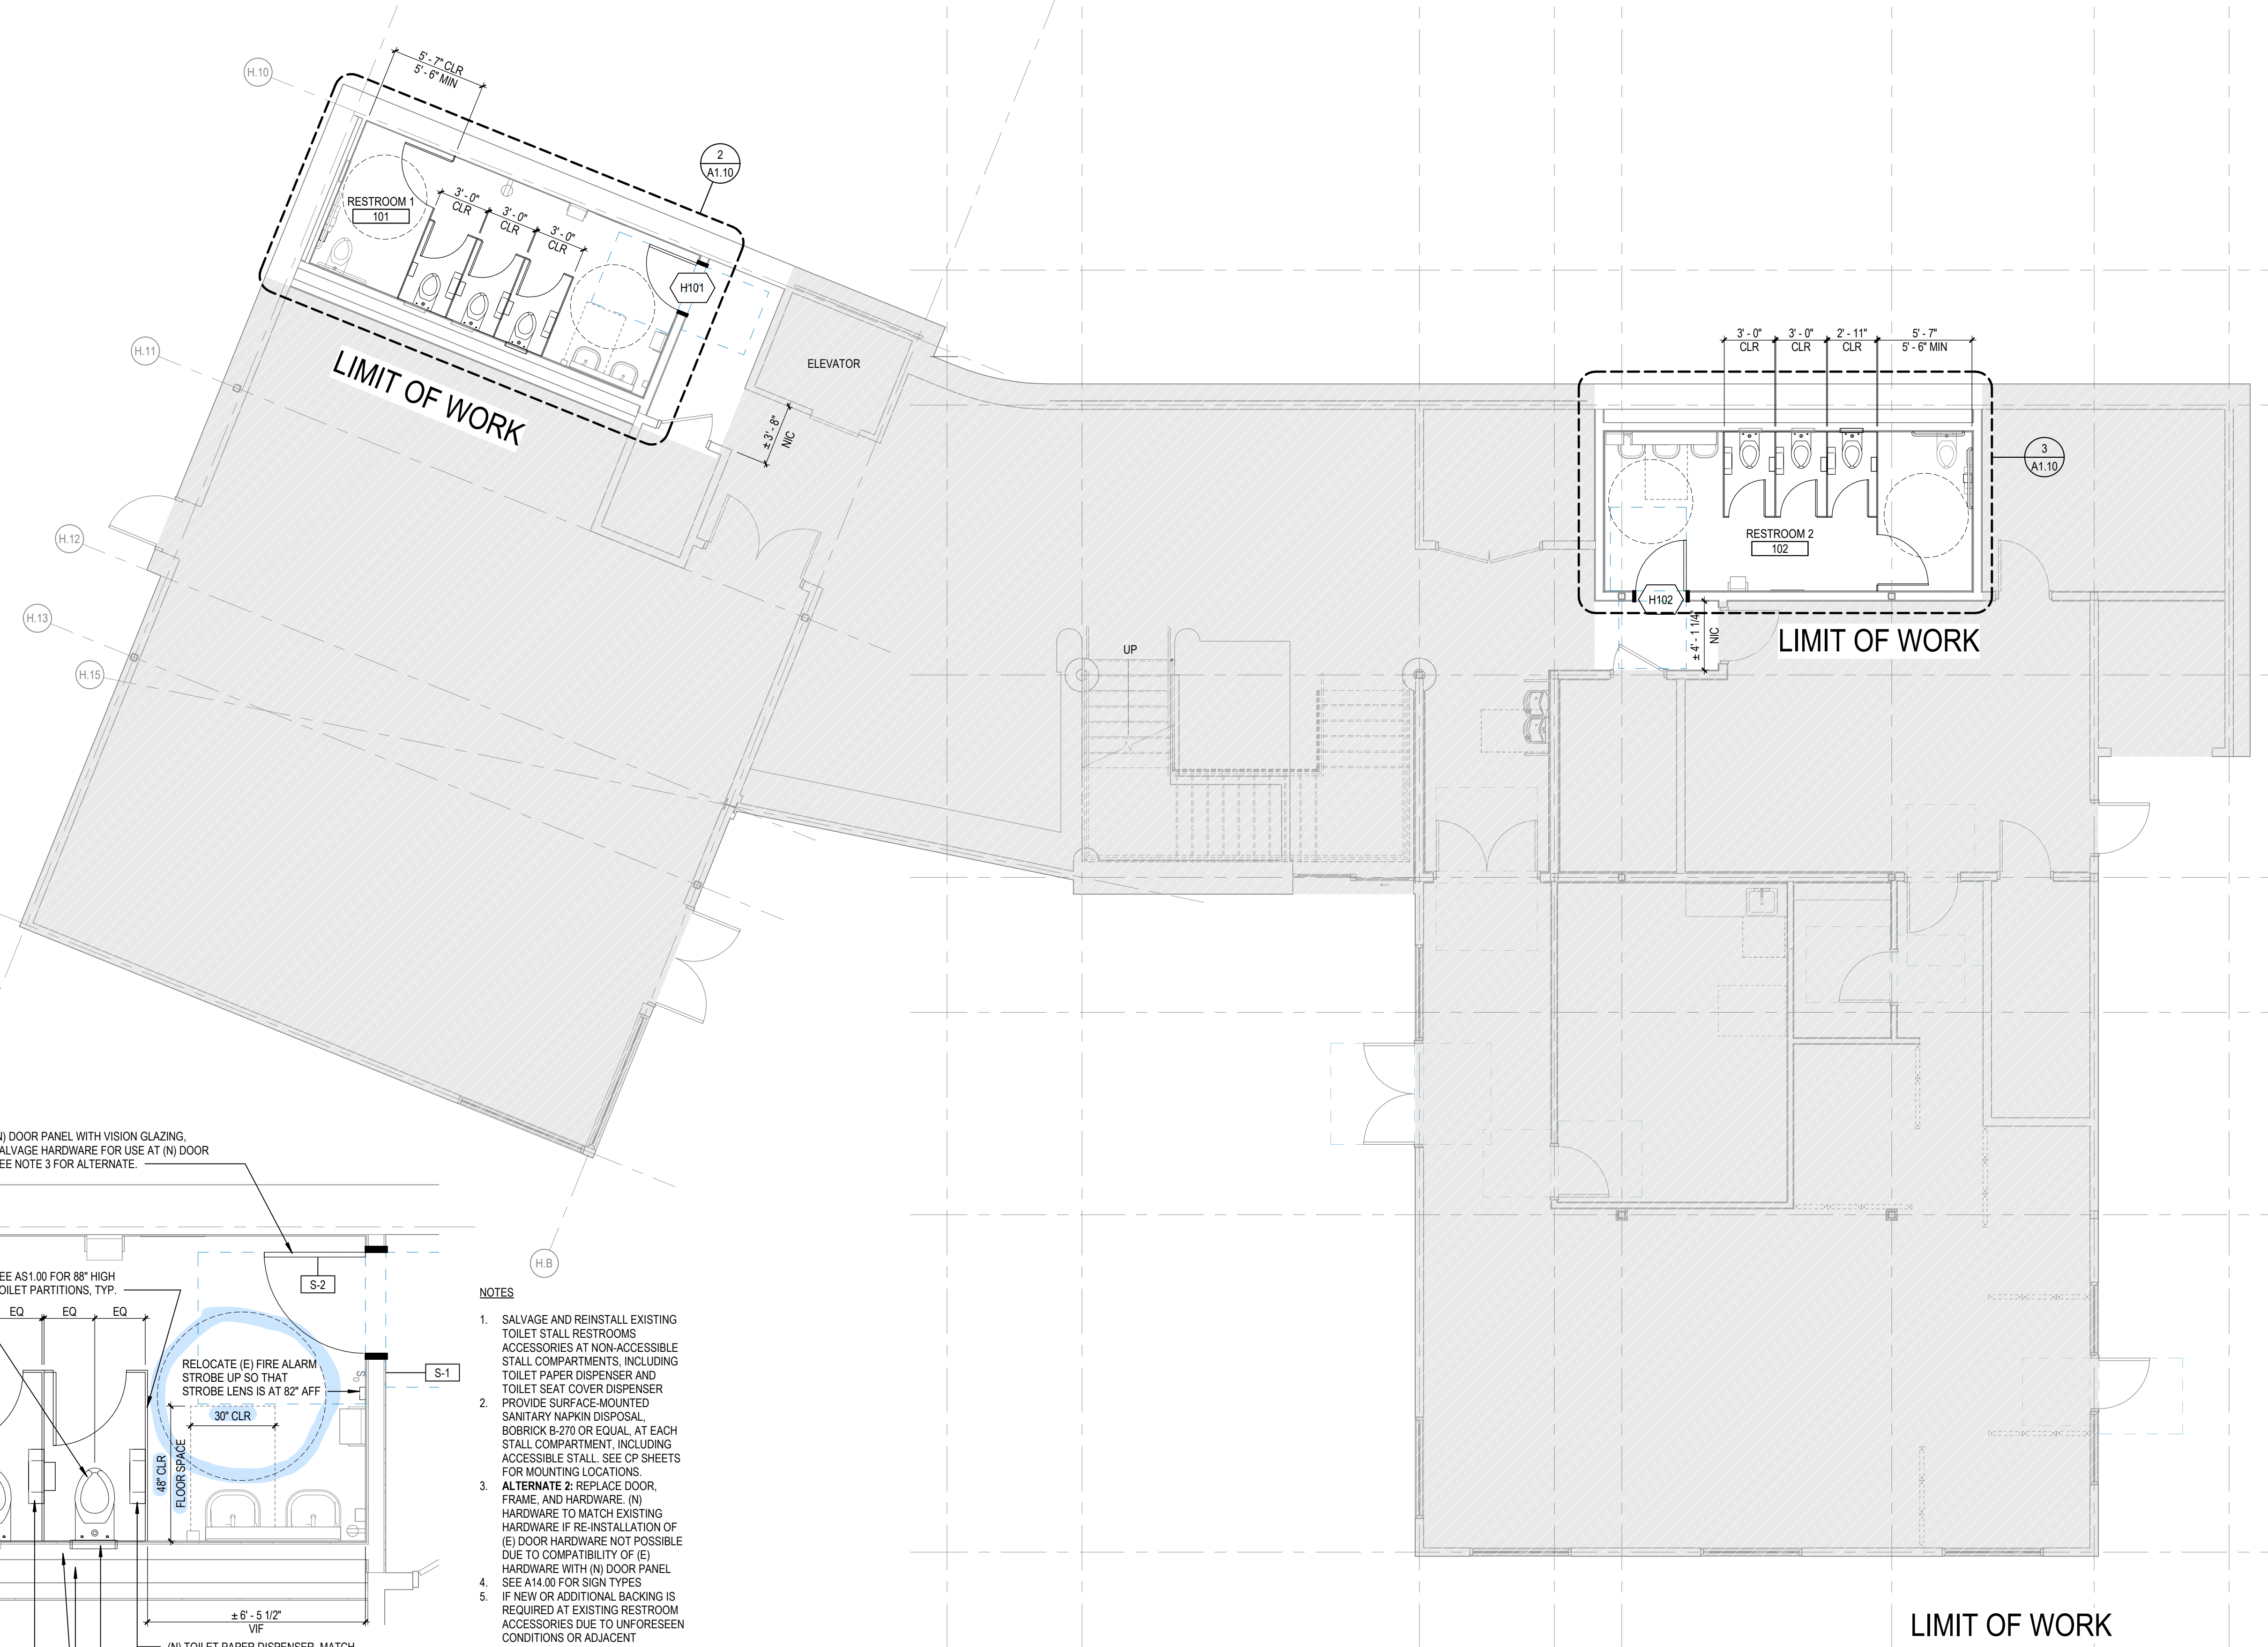 H.10
5' - 7" CLR
5' - 6" MIN
2
A1.10
RESTROOM 1
101
3' - 0"
CLR
3' - 0"
CLR
3' - 0"
CLR
H101
H.11
LIMIT OF WORK
ELEVATOR
± 3' - 8"
NIC
3' - 0"
CLR
3' - 0"
CLR
2' - 11"
CLR
5' - 7"
5' - 6" MIN
3
A1.10
RESTROOM 2
102
H102
± 4' - 1 1/4"
NIC
LIMIT OF WORK
H.12
H.13
H.15
UP
H.B
DOOR PANEL WITH VISION GLAZING,
HARDWARE FOR USE AT (N) DOOR
NOTE 3 FOR ALTERNATE.
S-2
AS1.00 FOR 88" HIGH
PARTITIONS, TYP.
EQ
EQ
EQ
RELOCATE (E) FIRE ALARM
STROBE UP SO THAT
STROBE LENS IS AT 82" AFF
S-1
30" CLR
48" CLR
FLOOR SPACE
± 6' - 5 1/2"
VIF
(N) TOILET PAPER DISPENSER, MATCH
NOTES
1. SALVAGE AND REINSTALL EXISTING
TOILET STALL RESTROOMS
ACCESSORIES AT NON-ACCESSIBLE
STALL COMPARTMENTS, INCLUDING
TOILET PAPER DISPENSER AND
TOILET SEAT COVER DISPENSER
2. PROVIDE SURFACE-MOUNTED
SANITARY NAPKIN DISPOSAL,
BOBRICK B-270 OR EQUAL, AT EACH
STALL COMPARTMENT, INCLUDING
ACCESSIBLE STALL. SEE CP SHEETS
FOR MOUNTING LOCATIONS.
3. ALTERNATE 2: REPLACE DOOR,
FRAME, AND HARDWARE. (N)
HARDWARE TO MATCH EXISTING
HARDWARE IF RE-INSTALLATION OF
(E) DOOR HARDWARE NOT POSSIBLE
DUE TO COMPATIBILITY OF (E)
HARDWARE WITH (N) DOOR PANEL
4. SEE A14.00 FOR SIGN TYPES
5. IF NEW OR ADDITIONAL BACKING IS
REQUIRED AT EXISTING RESTROOM
ACCESSORIES DUE TO UNFORESEEN
CONDITIONS OR ADJACENT
LIMIT OF WORK